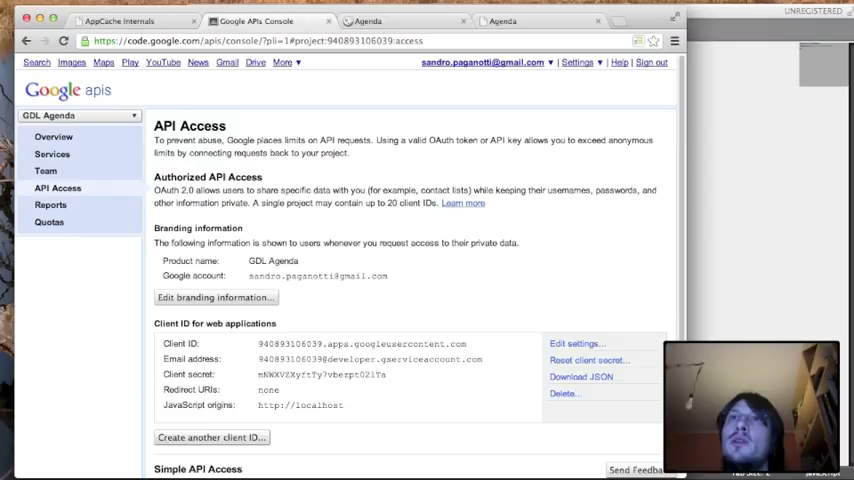 UNREGISTERED
AppCache Internals
Google APIs Console
Agenda
Agenda
https://code.google.com/apis/console/?pli=1#project:940893106039:access
Search Images Maps Play YouTube News Gmail Drive More ▼
sandro.paganotti@gmail.com ▼ Settings ▼ Help Sign out
Google apis
GDL Agenda
Overview
Services
Team
API Access
Reports
Quotas
API Access
To prevent abuse, Google places limits on API requests. Using a valid OAuth token or API key allows you to exceed anonymous
limits by connecting requests back to your project.
Authorized API Access
OAuth 2.0 allows users to share specific data with you (for example, contact lists) while keeping their usernames, passwords, and
other information private. A single project may contain up to 20 client IDs. Learn more
Branding information
The following information is shown to users whenever you request access to their private data.
Product name: GDL Agenda
Google account: sandro.paganotti@gmail.com
Edit branding information...
Client ID for web applications
Client ID: 940893106039.apps.googleusercontent.com
Email address: 940893106039@developer.gserviceaccount.com
Client secret:
Redirect URIs: none
JavaScript origins: http://localhost
Edit settings...
Reset client secret...
Download JSON
Delete...
Create another client ID...
Simple API Access
Send Feedba